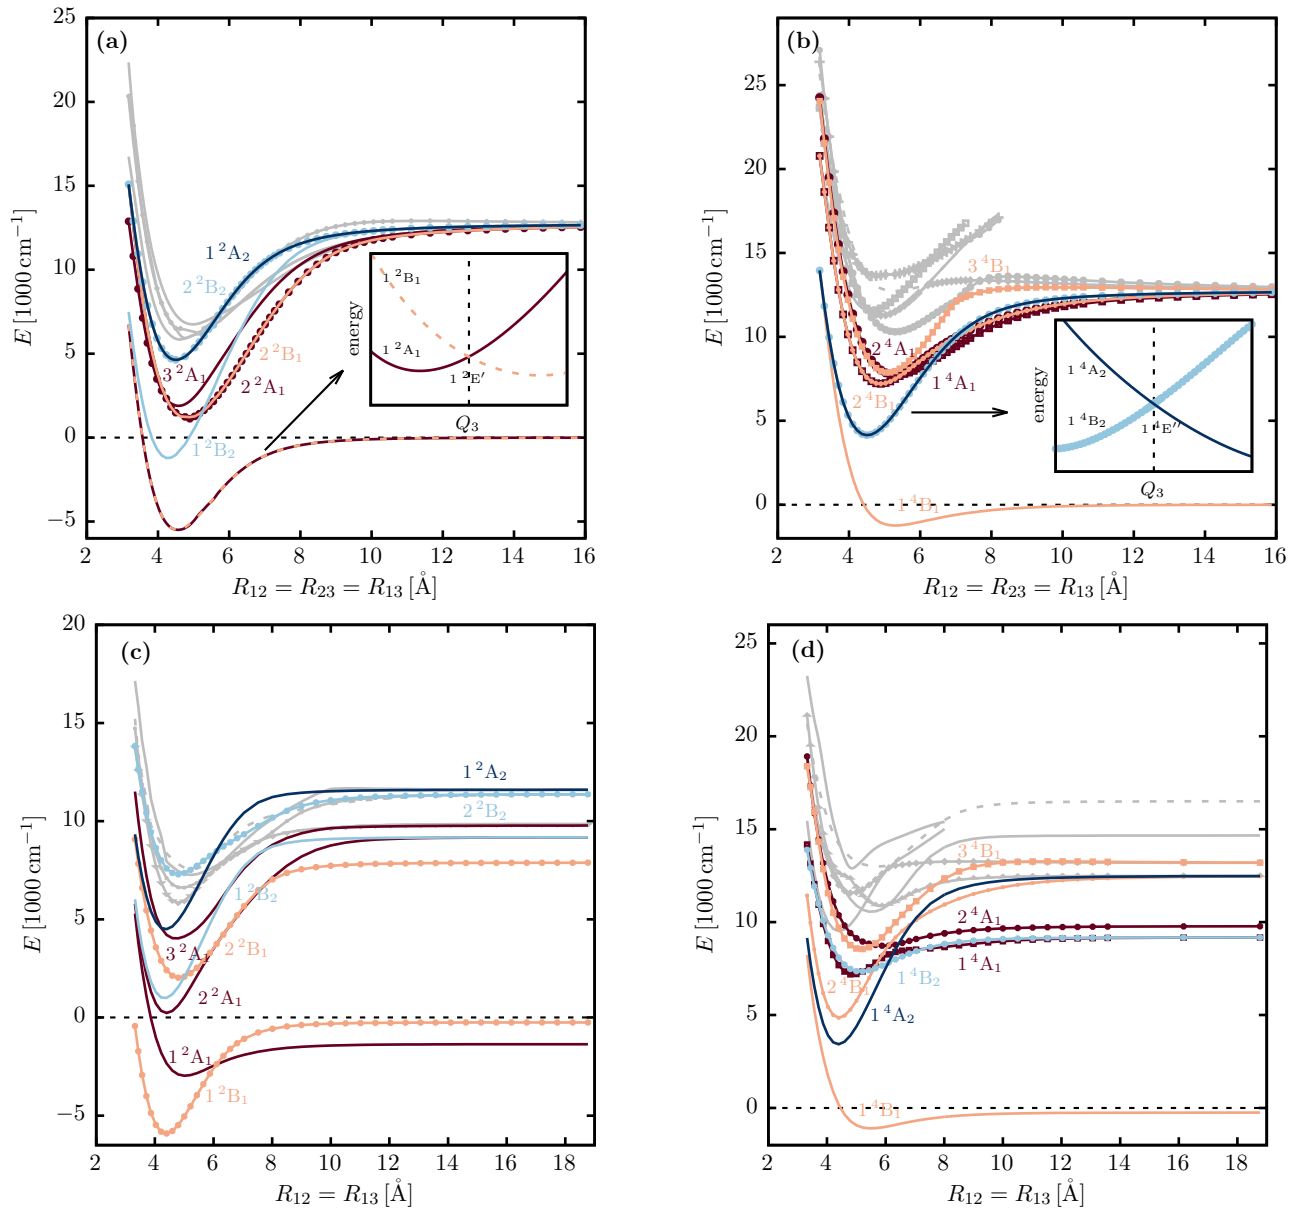 (a)
E [1000 cm⁻¹]
25
20
15
10
5
0
−5
1 ²A₂
2 ²B₂
3 ²A₁
2 ²B₁
2 ²A₁
1 ²B₂
energy
1 ²B₁
1 ²A₁
1 ²E′
Q₃
2 4 6 8 10 12 14 16
R₁₂ = R₂₃ = R₁₃ [Å]
(b)
E [1000 cm⁻¹]
25
20
15
10
5
0
3 ⁴B₁
2 ⁴A₁
1 ⁴A₁
2 ⁴B₁
1 ⁴B₁
energy
1 ⁴A₂
1 ⁴B₂
1 ⁴E″
Q₃
2 4 6 8 10 12 14 16
R₁₂ = R₂₃ = R₁₃ [Å]
(c)
E [1000 cm⁻¹]
20
15
10
5
0
−5
1 ²A₂
2 ²B₂
1 ²B₂
3 ²A₁
2 ²B₁
2 ²A₁
1 ²A₁
1 ²B₁
2 4 6 8 10 12 14 16 18
R₁₂ = R₁₃ [Å]
(d)
E [1000 cm⁻¹]
25
20
15
10
5
0
3 ⁴B₁
2 ⁴A₁
1 ⁴A₁
1 ⁴B₂
2 ⁴B₁
1 ⁴A₂
1 ⁴B₁
2 4 6 8 10 12 14 16 18
R₁₂ = R₁₃ [Å]